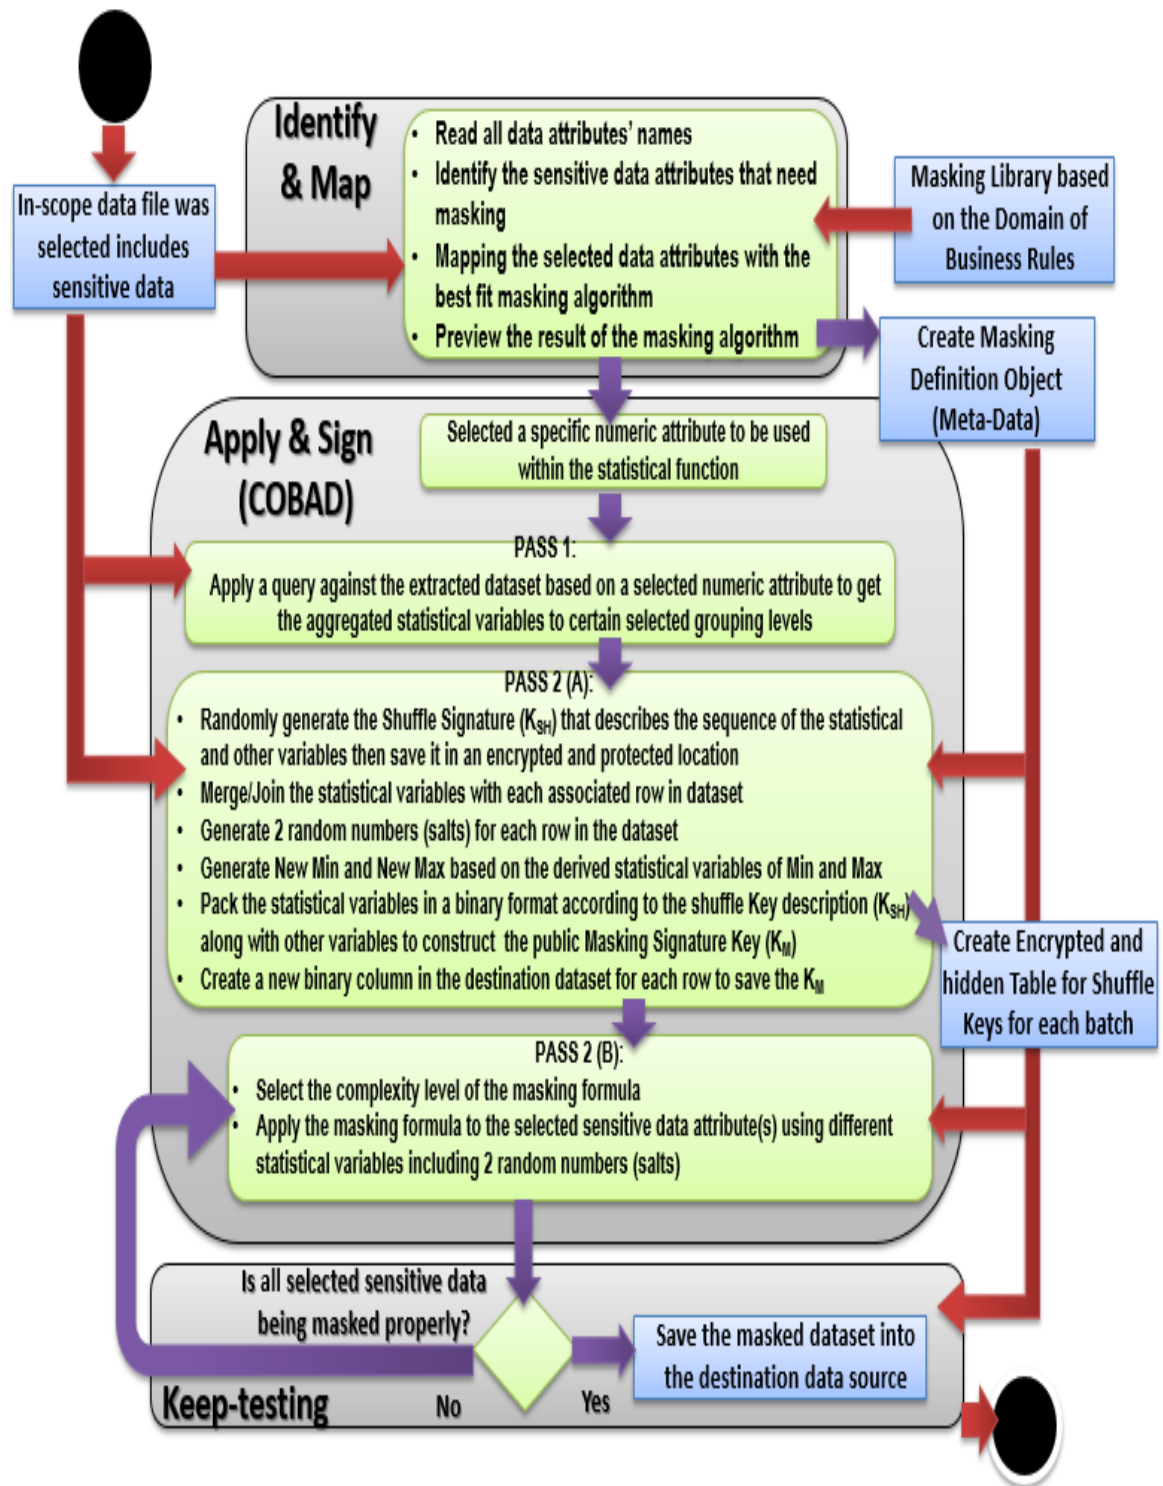 Identify
& Map
• Read all data attributes' names
• Identify the sensitive data attributes that need
masking
• Mapping the selected data attributes with the
best fit masking algorithm
• Preview the result of the masking algorithm
In-scope data file was
selected includes
sensitive data
Masking Library based
on the Domain of
Business Rules
Create Masking
Definition Object
(Meta-Data)
Apply & Sign
(COBAD)
Selected a specific numeric attribute to be used
within the statistical function
PASS 1:
Apply a query against the extracted dataset based on a selected numeric attribute to get
the aggregated statistical variables to certain selected grouping levels
PASS 2 (A):
• Randomly generate the Shuffle Signature (KSH) that describes the sequence of the statistical
and other variables then save it in an encrypted and protected location
• Merge/Join the statistical variables with each associated row in dataset
• Generate 2 random numbers (salts) for each row in the dataset
• Generate New Min and New Max based on the derived statistical variables of Min and Max
• Pack the statistical variables in a binary format according to the shuffle Key description (KSH)
along with other variables to construct the public Masking Signature Key (KM)
• Create a new binary column in the destination dataset for each row to save the KM
Create Encrypted and
hidden Table for Shuffle
Keys for each batch
PASS 2 (B):
• Select the complexity level of the masking formula
• Apply the masking formula to the selected sensitive data attribute(s) using different
statistical variables including 2 random numbers (salts)
Is all selected sensitive data
being masked properly?
Save the masked dataset into
the destination data source
Keep-testing
No
Yes